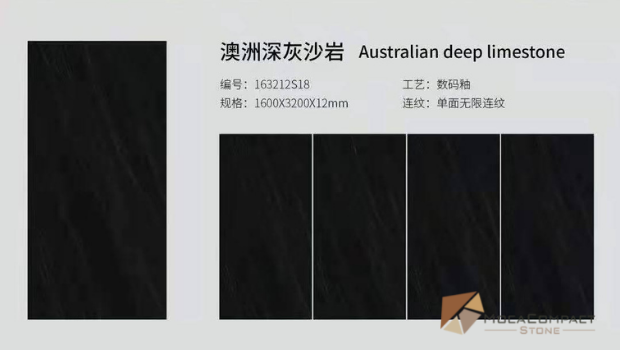 澳洲深灰沙岩 Australian deep limestone
编号：163212S18 工艺：数码釉
规格：1600X3200X12mm 连纹：单面无限连纹
MOCACOMPACT
STONE